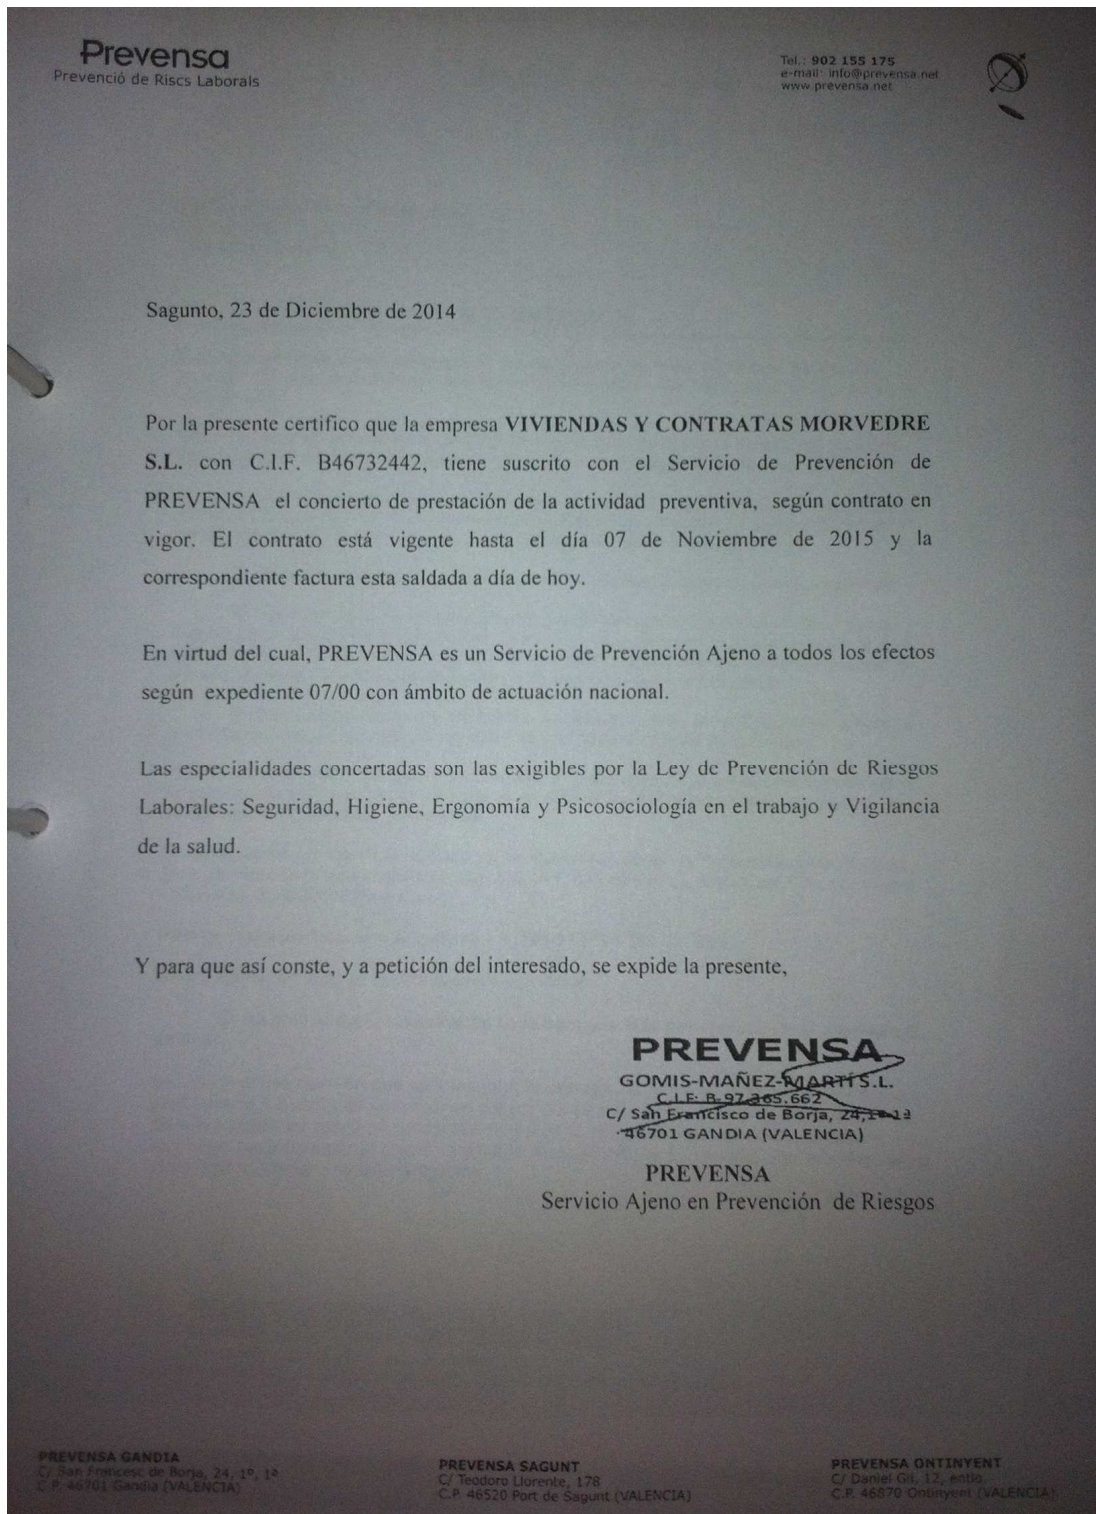 Prevensa
Prevenció de Riscs Laborals
Tel.: 902 155 175
e-mail: info@prevensa.net
www.prevensa.net
Sagunto, 23 de Diciembre de 2014
Por la presente certifico que la empresa VIVIENDAS Y CONTRATAS MORVEDRE
S.L. con C.I.F. B46732442, tiene suscrito con el Servicio de Prevención de
PREVENSA el concierto de prestación de la actividad preventiva, según contrato en
vigor. El contrato está vigente hasta el día 07 de Noviembre de 2015 y la
correspondiente factura esta saldada a día de hoy.
En virtud del cual, PREVENSA es un Servicio de Prevención Ajeno a todos los efectos
según expediente 07/00 con ámbito de actuación nacional.
Las especialidades concertadas son las exigibles por la Ley de Prevención de Riesgos
Laborales: Seguridad, Higiene, Ergonomía y Psicosociología en el trabajo y Vigilancia
de la salud.
Y para que así conste, y a petición del interesado, se expide la presente,
PREVENSA
GOMIS-MAÑEZ-MARTÍ S.L.
C.I.F: B-97.365.662
C/ San Francisco de Borja, 24,1º-1ª
46701 GANDIA (VALENCIA)
PREVENSA
Servicio Ajeno en Prevención de Riesgos
PREVENSA GANDIA
C/ San Francesc de Borja, 24, 1º, 1ª
C.P. 46701 Gandia (VALENCIA)
PREVENSA SAGUNT
C/ Teodoro Llorente, 178
C.P. 46520 Port de Sagunt (VALENCIA)
PREVENSA ONTINYENT
C/ Daniel Gil, 12, entlo.
C.P. 46870 Ontinyent (VALENCIA)